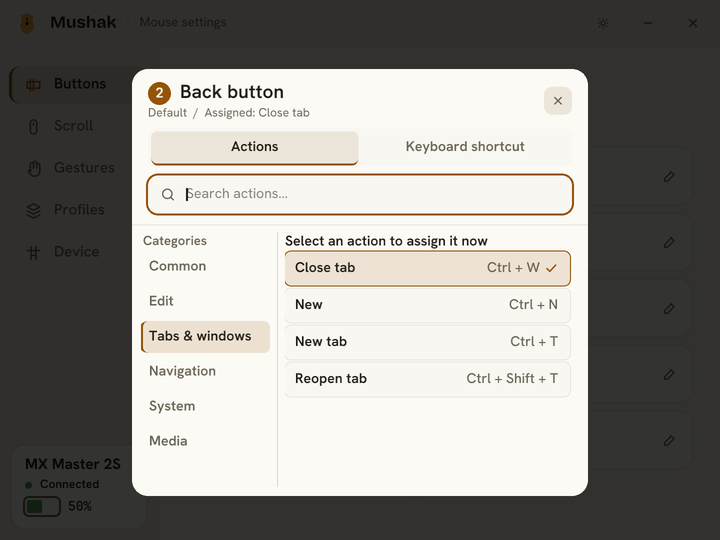 Mushak
Mouse settings
Buttons
Scroll
Gestures
Profiles
Device
MX Master 2S
Connected
50%
2 Back button
Default / Assigned: Close tab
Actions
Keyboard shortcut
Search actions...
Categories
Common
Edit
Tabs & windows
Navigation
System
Media
Select an action to assign it now
Close tab Ctrl + W
New Ctrl + N
New tab Ctrl + T
Reopen tab Ctrl + Shift + T